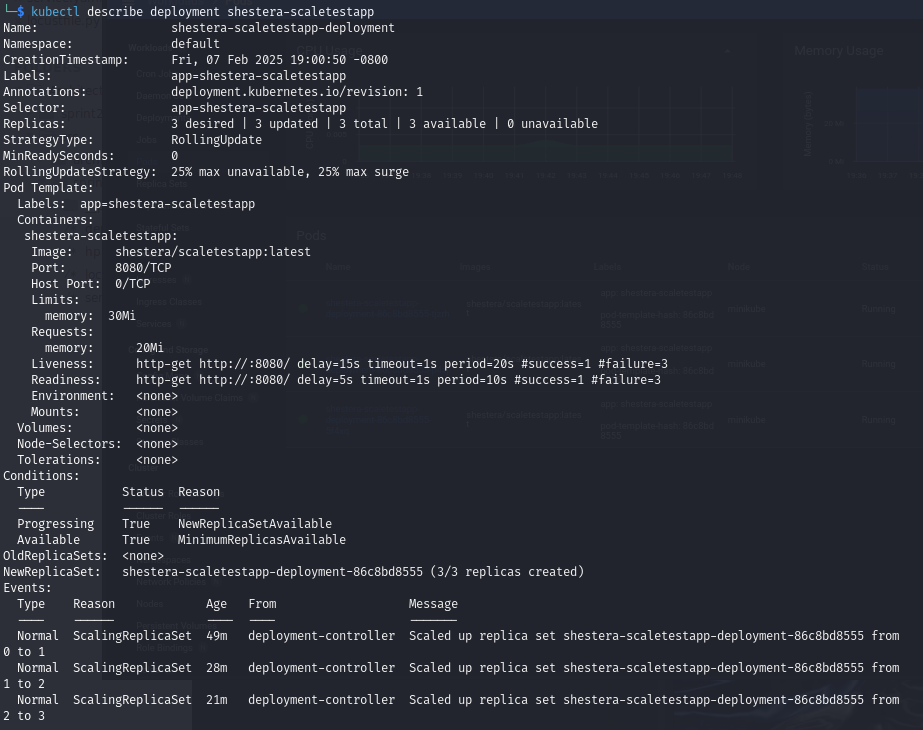 └─$ kubectl describe deployment shestera-scaletestapp
Name:                   shestera-scaletestapp-deployment
Namespace:              default
CreationTimestamp:      Fri, 07 Feb 2025 19:00:50 -0800
Labels:                 app=shestera-scaletestapp
Annotations:            deployment.kubernetes.io/revision: 1
Selector:               app=shestera-scaletestapp
Replicas:               3 desired | 3 updated | 3 total | 3 available | 0 unavailable
StrategyType:           RollingUpdate
MinReadySeconds:        0
RollingUpdateStrategy:  25% max unavailable, 25% max surge
Pod Template:
  Labels:  app=shestera-scaletestapp
  Containers:
   shestera-scaletestapp:
    Image:      shestera/scaletestapp:latest
    Port:       8080/TCP
    Host Port:  0/TCP
    Limits:
      memory:  30Mi
    Requests:
      memory:      20Mi
    Liveness:      http-get http://:8080/ delay=15s timeout=1s period=20s #success=1 #failure=3
    Readiness:     http-get http://:8080/ delay=5s timeout=1s period=10s #success=1 #failure=3
    Environment:   <none>
    Mounts:        <none>
  Volumes:         <none>
  Node-Selectors:  <none>
  Tolerations:     <none>
Conditions:
  Type           Status  Reason
  ----           ------  ------
  Progressing    True    NewReplicaSetAvailable
  Available      True    MinimumReplicasAvailable
OldReplicaSets:  <none>
NewReplicaSet:   shestera-scaletestapp-deployment-86c8bd8555 (3/3 replicas created)
Events:
  Type    Reason             Age   From                   Message
  ----    ------             ----  ----                   -------
  Normal  ScalingReplicaSet  49m   deployment-controller  Scaled up replica set shestera-scaletestapp-deployment-86c8bd8555 from
0 to 1
  Normal  ScalingReplicaSet  28m   deployment-controller  Scaled up replica set shestera-scaletestapp-deployment-86c8bd8555 from
1 to 2
  Normal  ScalingReplicaSet  21m   deployment-controller  Scaled up replica set shestera-scaletestapp-deployment-86c8bd8555 from
2 to 3
CPU Usage
Memory Usage
Pods